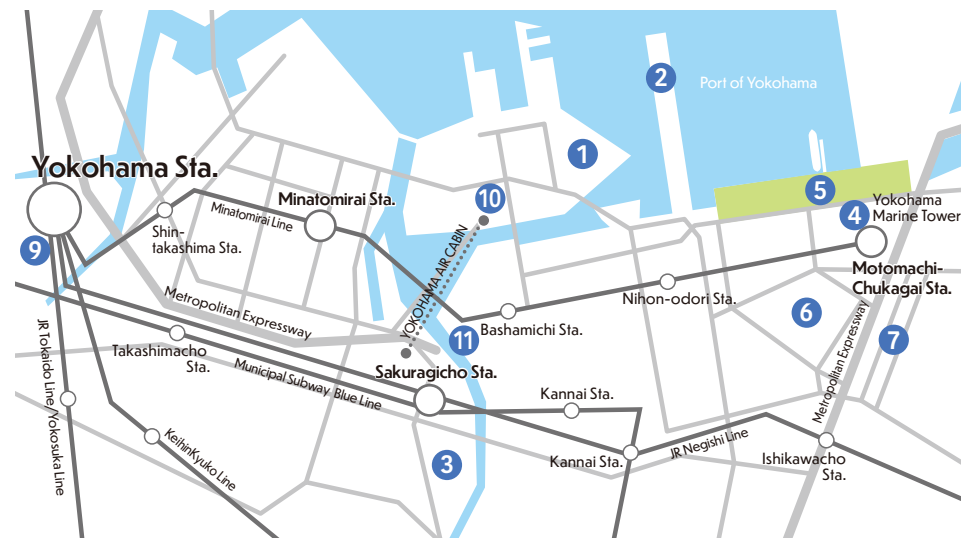 2
Port of Yokohama
1
Yokohama Sta.
5
10
Minatomirai Sta.
4
Yokohama
Marine Tower
Minatomirai Line
Shin-
takashima Sta.
9
YOKOHAMA AIR CABIN
Motomachi-
Chukagai Sta.
Nihon-odori Sta.
Metropolitan Expressway
Bashamichi Sta.
6
11
7
Metropolitan Expressway
Takashimacho
Sta.
Sakuragicho Sta.
Municipal Subway Blue Line
JR Tokaido Line/Yokosuka Line
Kannai Sta.
KeihinKyuko Line
3
Kannai Sta.
JR Negishi Line
Ishikawacho
Sta.